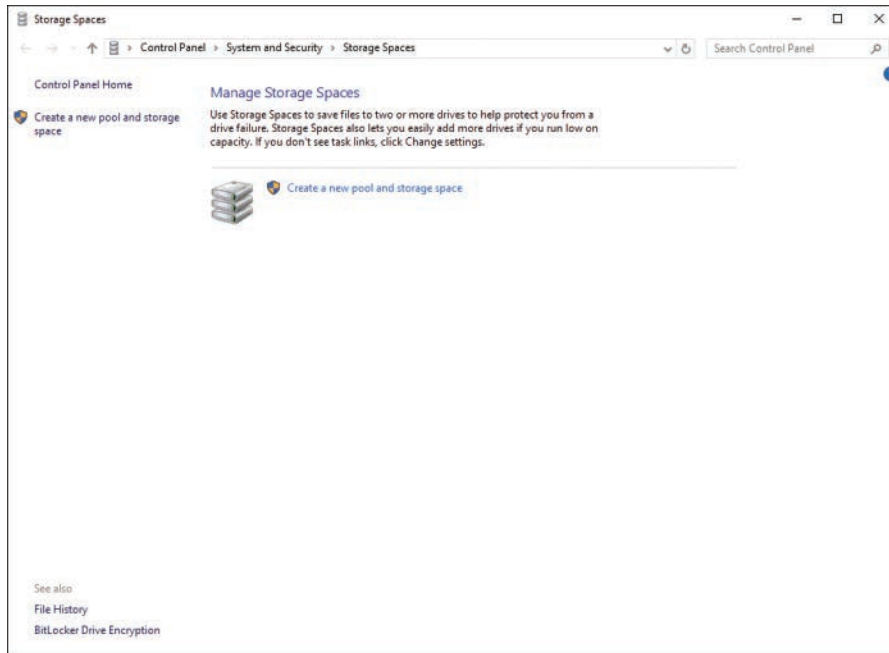 Storage Spaces
Control Panel › System and Security › Storage Spaces
Search Control Panel
Control Panel Home
Create a new pool and storage
space
Manage Storage Spaces
Use Storage Spaces to save files to two or more drives to help protect you from a
drive failure. Storage Spaces also lets you easily add more drives if you run low on
capacity. If you don't see task links, click Change settings.
Create a new pool and storage space
See also
File History
BitLocker Drive Encryption